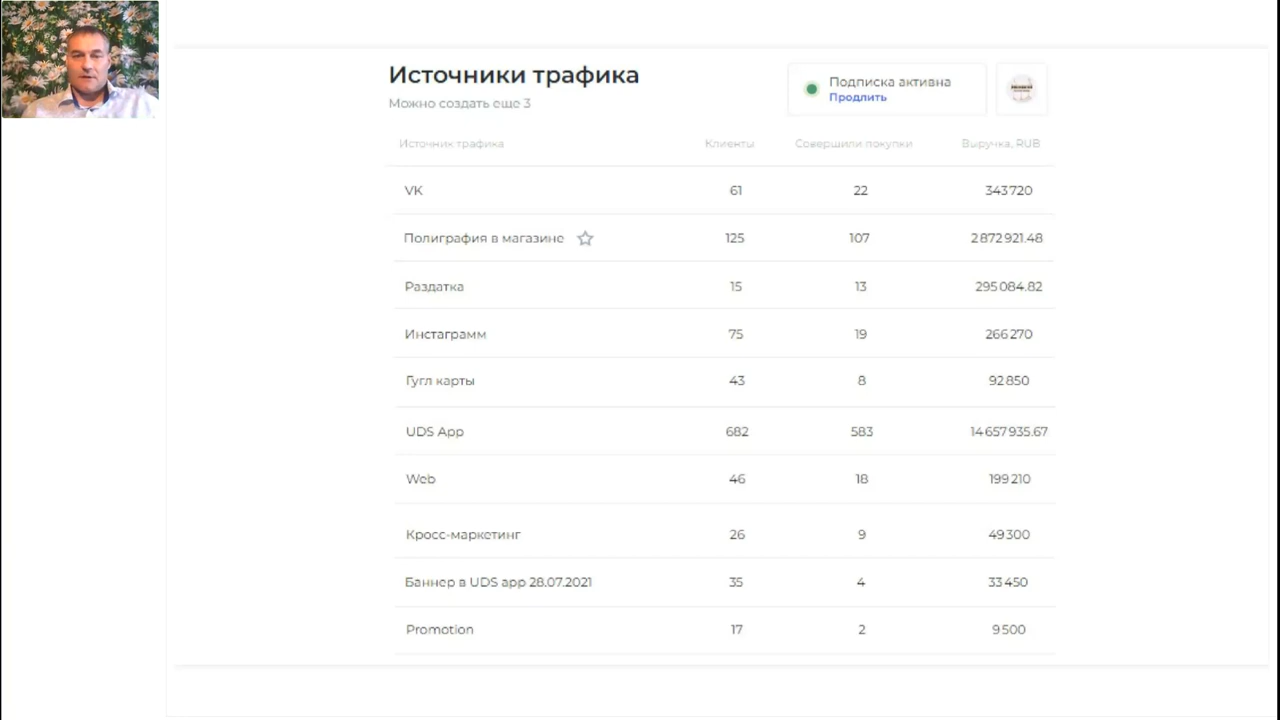 Источники трафика
Можно создать еще 3
Подписка активна
Продлить
Источник трафика Клиенты Совершили покупки Выручка, RUB
VK 61 22 343 720
Полиграфия в магазине 125 107 2 872 921.48
Раздатка 15 13 295 084.82
Инстаграмм 75 19 266 270
Гугл карты 43 8 92 850
UDS App 682 583 14 657 935.67
Web 46 18 199 210
Кросс-маркетинг 26 9 49 300
Баннер в UDS app 28.07.2021 35 4 33 450
Promotion 17 2 9 500